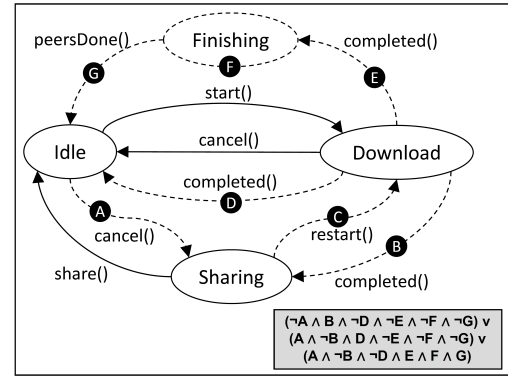 peersDone()
Finishing
completed()
G
F
E
start()
Idle
cancel()
Download
completed()
A
D
C
cancel()
restart()
B
share()
Sharing
completed()
(¬A ∧ B ∧ ¬D ∧ ¬E ∧ ¬F ∧ ¬G) ∨
(A ∧ ¬B ∧ D ∧ ¬E ∧ ¬F ∧ ¬G) ∨
(A ∧ ¬B ∧ ¬D ∧ E ∧ F ∧ G)